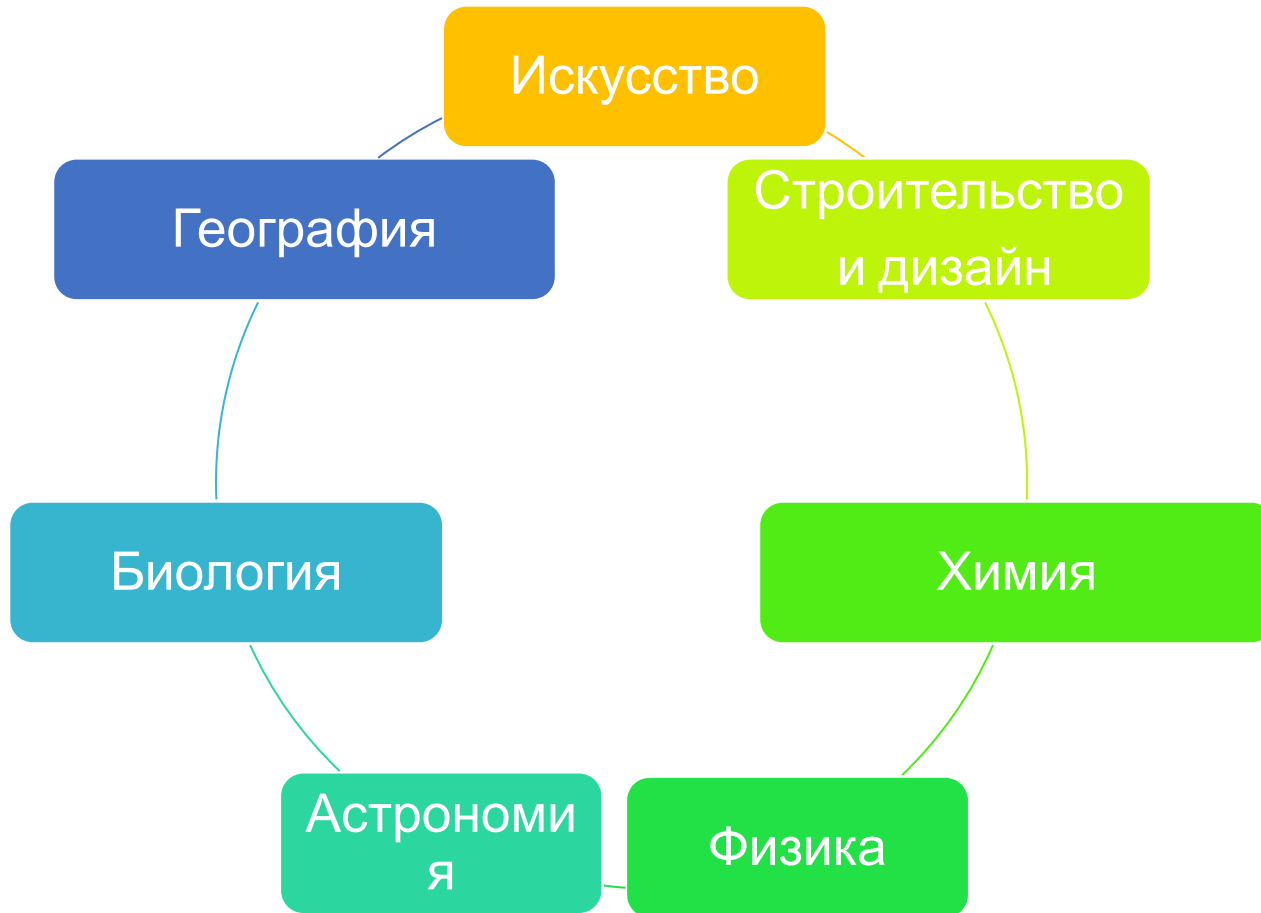 Искусство
Строительство
и дизайн
Химия
Физика
Астрономи
я
Биология
География